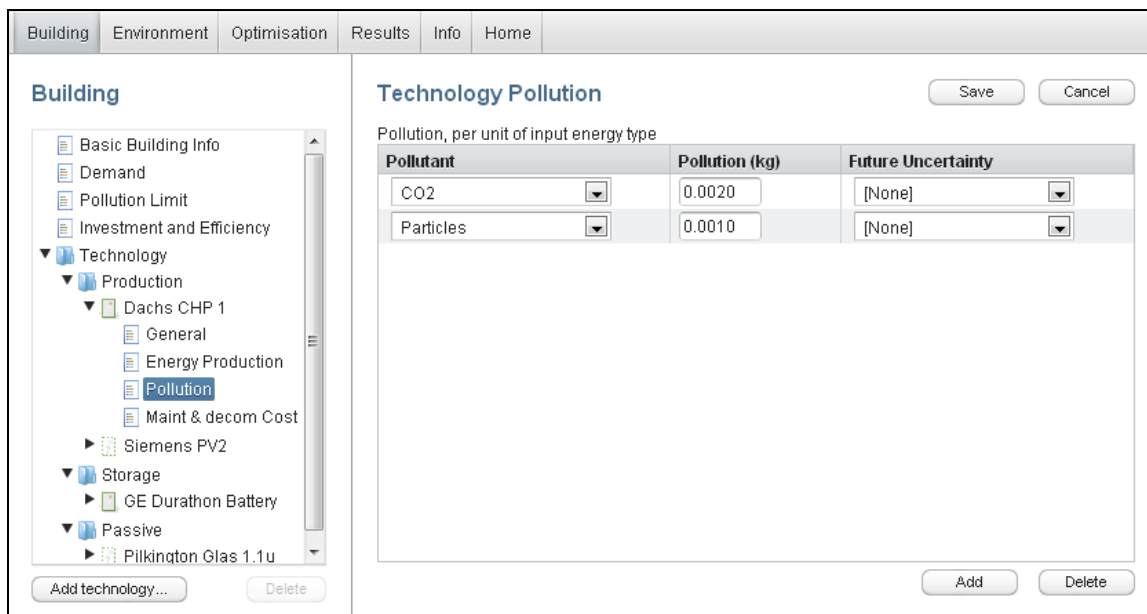 Building Environment Optimisation Results Info Home
Building
Basic Building Info
Demand
Pollution Limit
Investment and Efficiency
Technology
Production
Dachs CHP 1
General
Energy Production
Pollution
Maint & decom Cost
Siemens PV2
Storage
GE Durathon Battery
Passive
Pilkington Glas 1.1u
Add technology... Delete
Technology Pollution Save Cancel
Pollution, per unit of input energy type
Pollutant Pollution (kg) Future Uncertainty
CO2 0.0020 [None]
Particles 0.0010 [None]
Add Delete